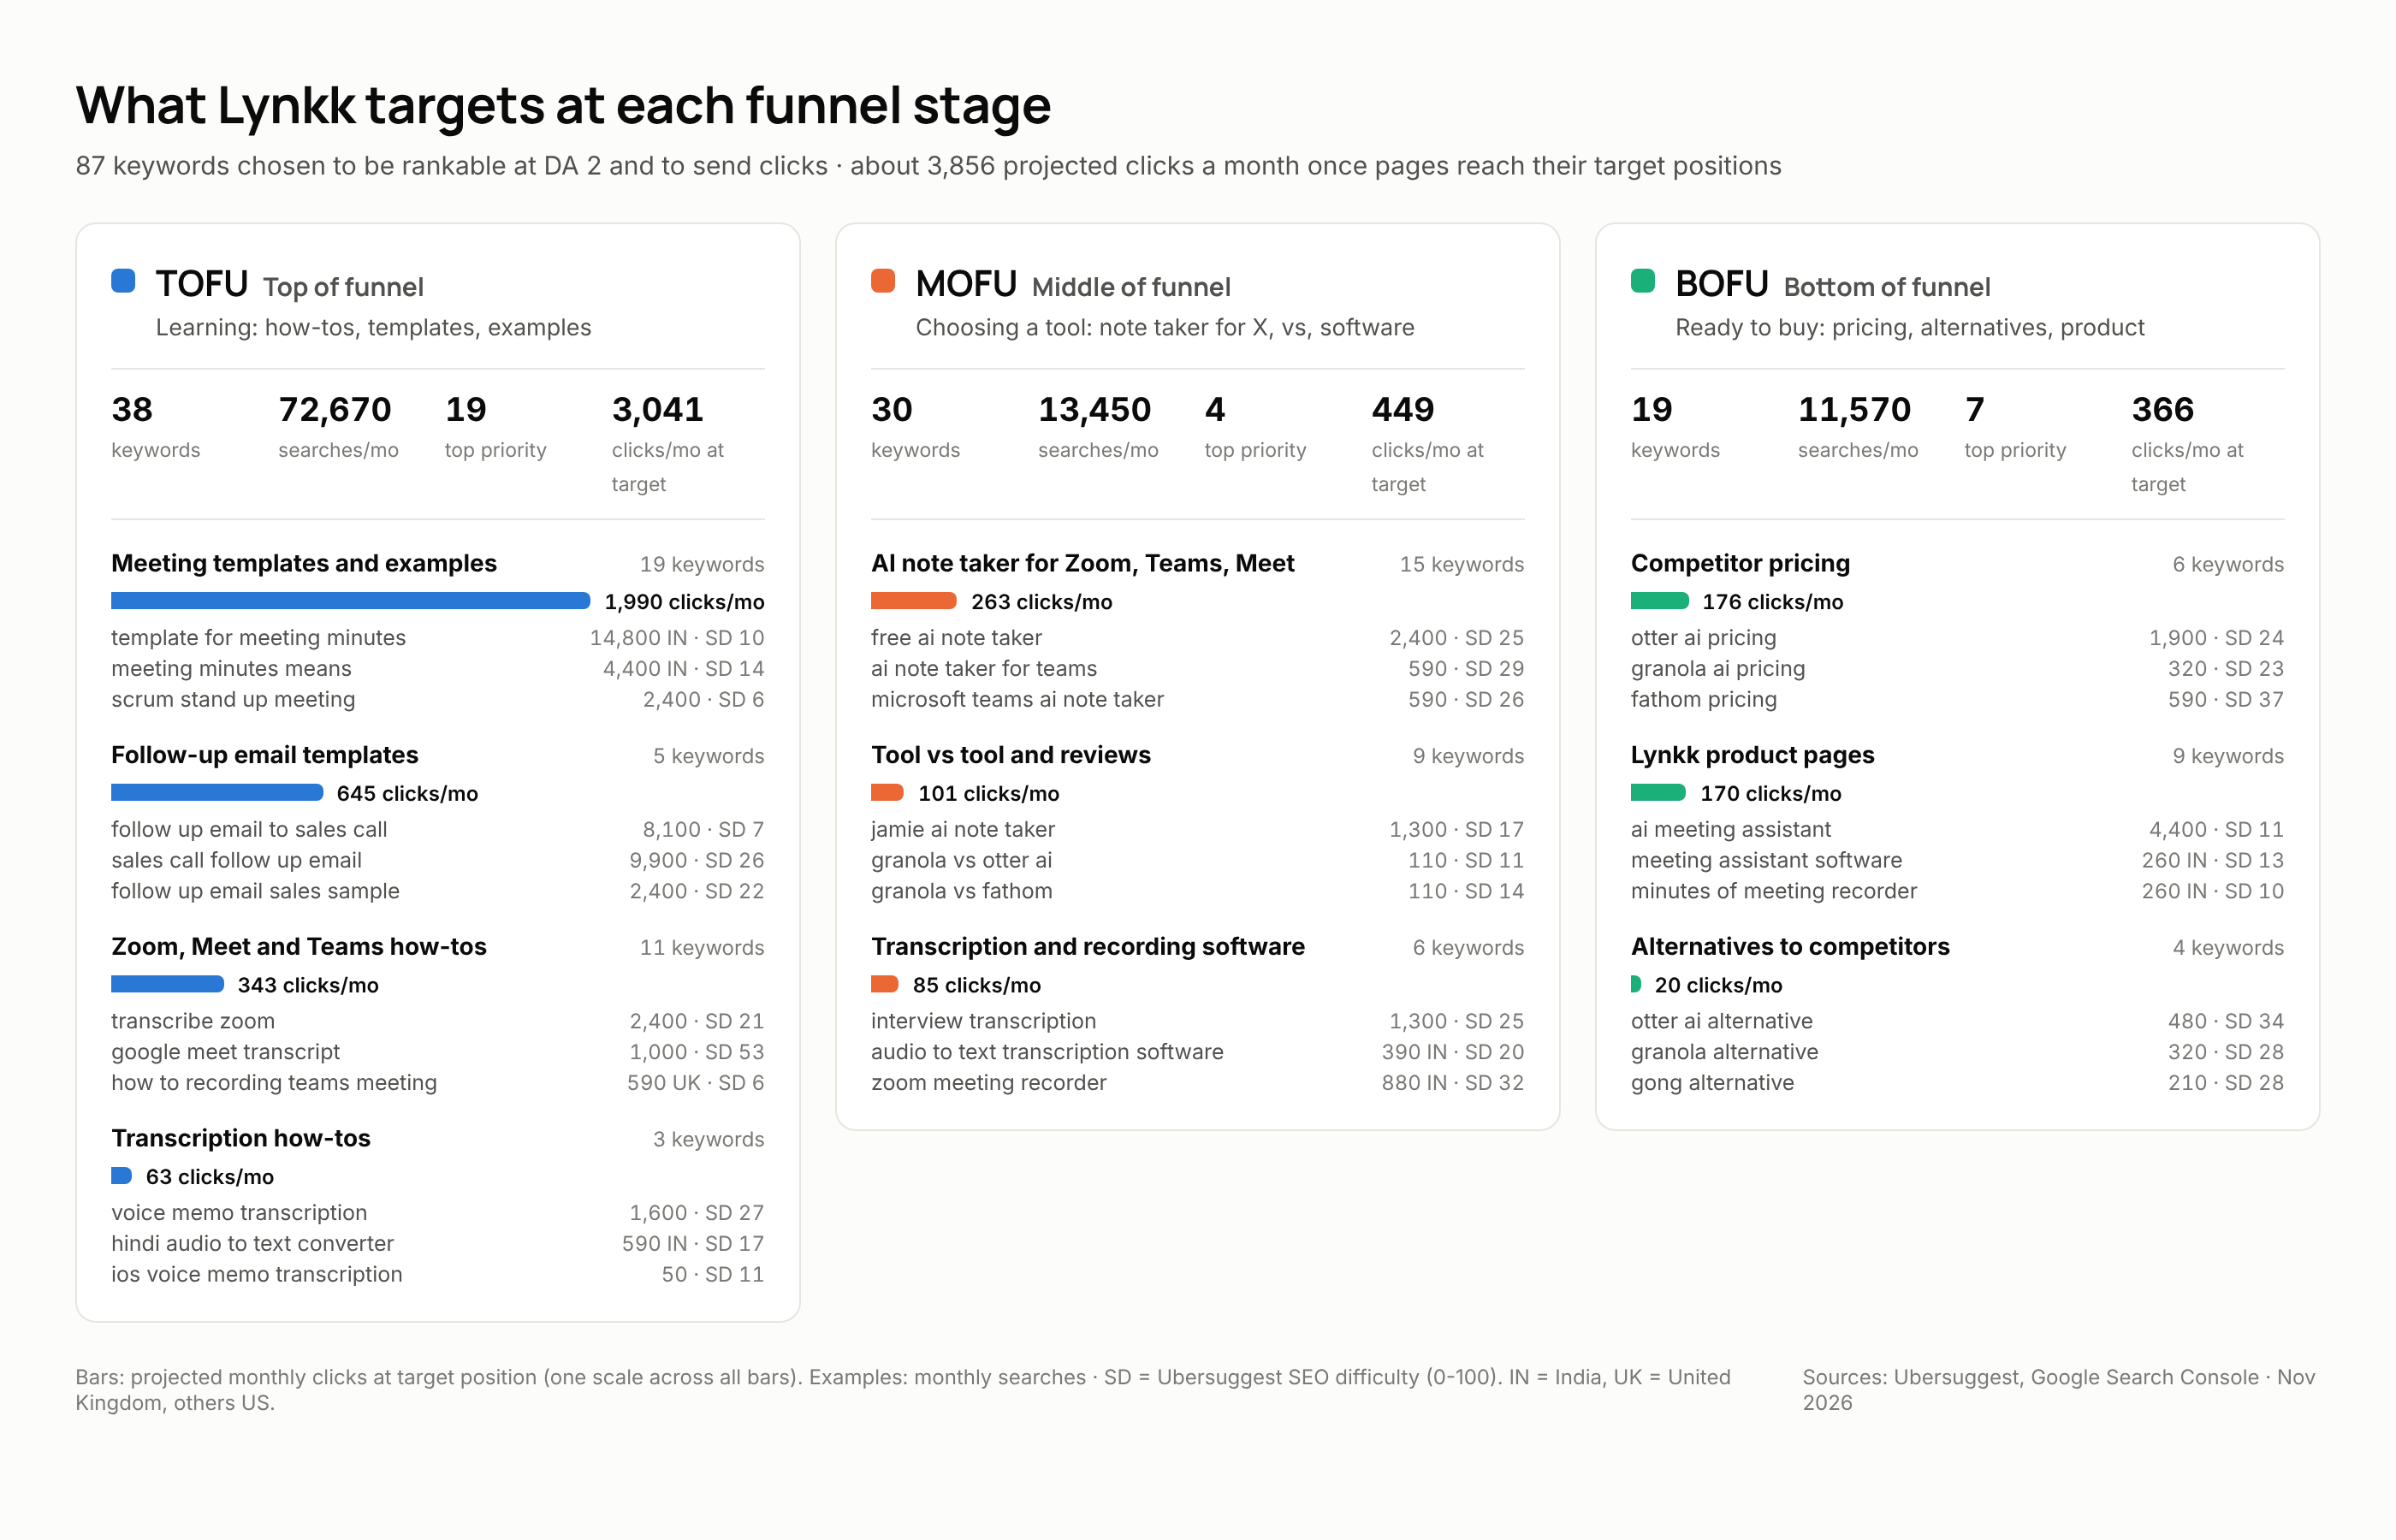 What Lynkk targets at each funnel stage
87 keywords chosen to be rankable at DA 2 and to send clicks · about 3,856 projected clicks a month once pages reach their target positions
TOFU Top of funnel
Learning: how-tos, templates, examples
38 72,670 19 3,041
keywords searches/mo top priority clicks/mo at
target
Meeting templates and examples 19 keywords
1,990 clicks/mo
template for meeting minutes 14,800 IN · SD 10
meeting minutes means 4,400 IN · SD 14
scrum stand up meeting 2,400 · SD 6
Follow-up email templates 5 keywords
645 clicks/mo
follow up email to sales call 8,100 · SD 7
sales call follow up email 9,900 · SD 26
follow up email sales sample 2,400 · SD 22
Zoom, Meet and Teams how-tos 11 keywords
343 clicks/mo
transcribe zoom 2,400 · SD 21
google meet transcript 1,000 · SD 53
how to recording teams meeting 590 UK · SD 6
Transcription how-tos 3 keywords
63 clicks/mo
voice memo transcription 1,600 · SD 27
hindi audio to text converter 590 IN · SD 17
ios voice memo transcription 50 · SD 11
MOFU Middle of funnel
Choosing a tool: note taker for X, vs, software
30 13,450 4 449
keywords searches/mo top priority clicks/mo at
target
AI note taker for Zoom, Teams, Meet 15 keywords
263 clicks/mo
free ai note taker 2,400 · SD 25
ai note taker for teams 590 · SD 29
microsoft teams ai note taker 590 · SD 26
Tool vs tool and reviews 9 keywords
101 clicks/mo
jamie ai note taker 1,300 · SD 17
granola vs otter ai 110 · SD 11
granola vs fathom 110 · SD 14
Transcription and recording software 6 keywords
85 clicks/mo
interview transcription 1,300 · SD 25
audio to text transcription software 390 IN · SD 20
zoom meeting recorder 880 IN · SD 32
BOFU Bottom of funnel
Ready to buy: pricing, alternatives, product
19 11,570 7 366
keywords searches/mo top priority clicks/mo at
target
Competitor pricing 6 keywords
176 clicks/mo
otter ai pricing 1,900 · SD 24
granola ai pricing 320 · SD 23
fathom pricing 590 · SD 37
Lynkk product pages 9 keywords
170 clicks/mo
ai meeting assistant 4,400 · SD 11
meeting assistant software 260 IN · SD 13
minutes of meeting recorder 260 IN · SD 10
Alternatives to competitors 4 keywords
20 clicks/mo
otter ai alternative 480 · SD 34
granola alternative 320 · SD 28
gong alternative 210 · SD 28
Bars: projected monthly clicks at target position (one scale across all bars). Examples: monthly searches · SD = Ubersuggest SEO difficulty (0-100). IN = India, UK = United
Kingdom, others US.
Sources: Ubersuggest, Google Search Console · Nov
2026